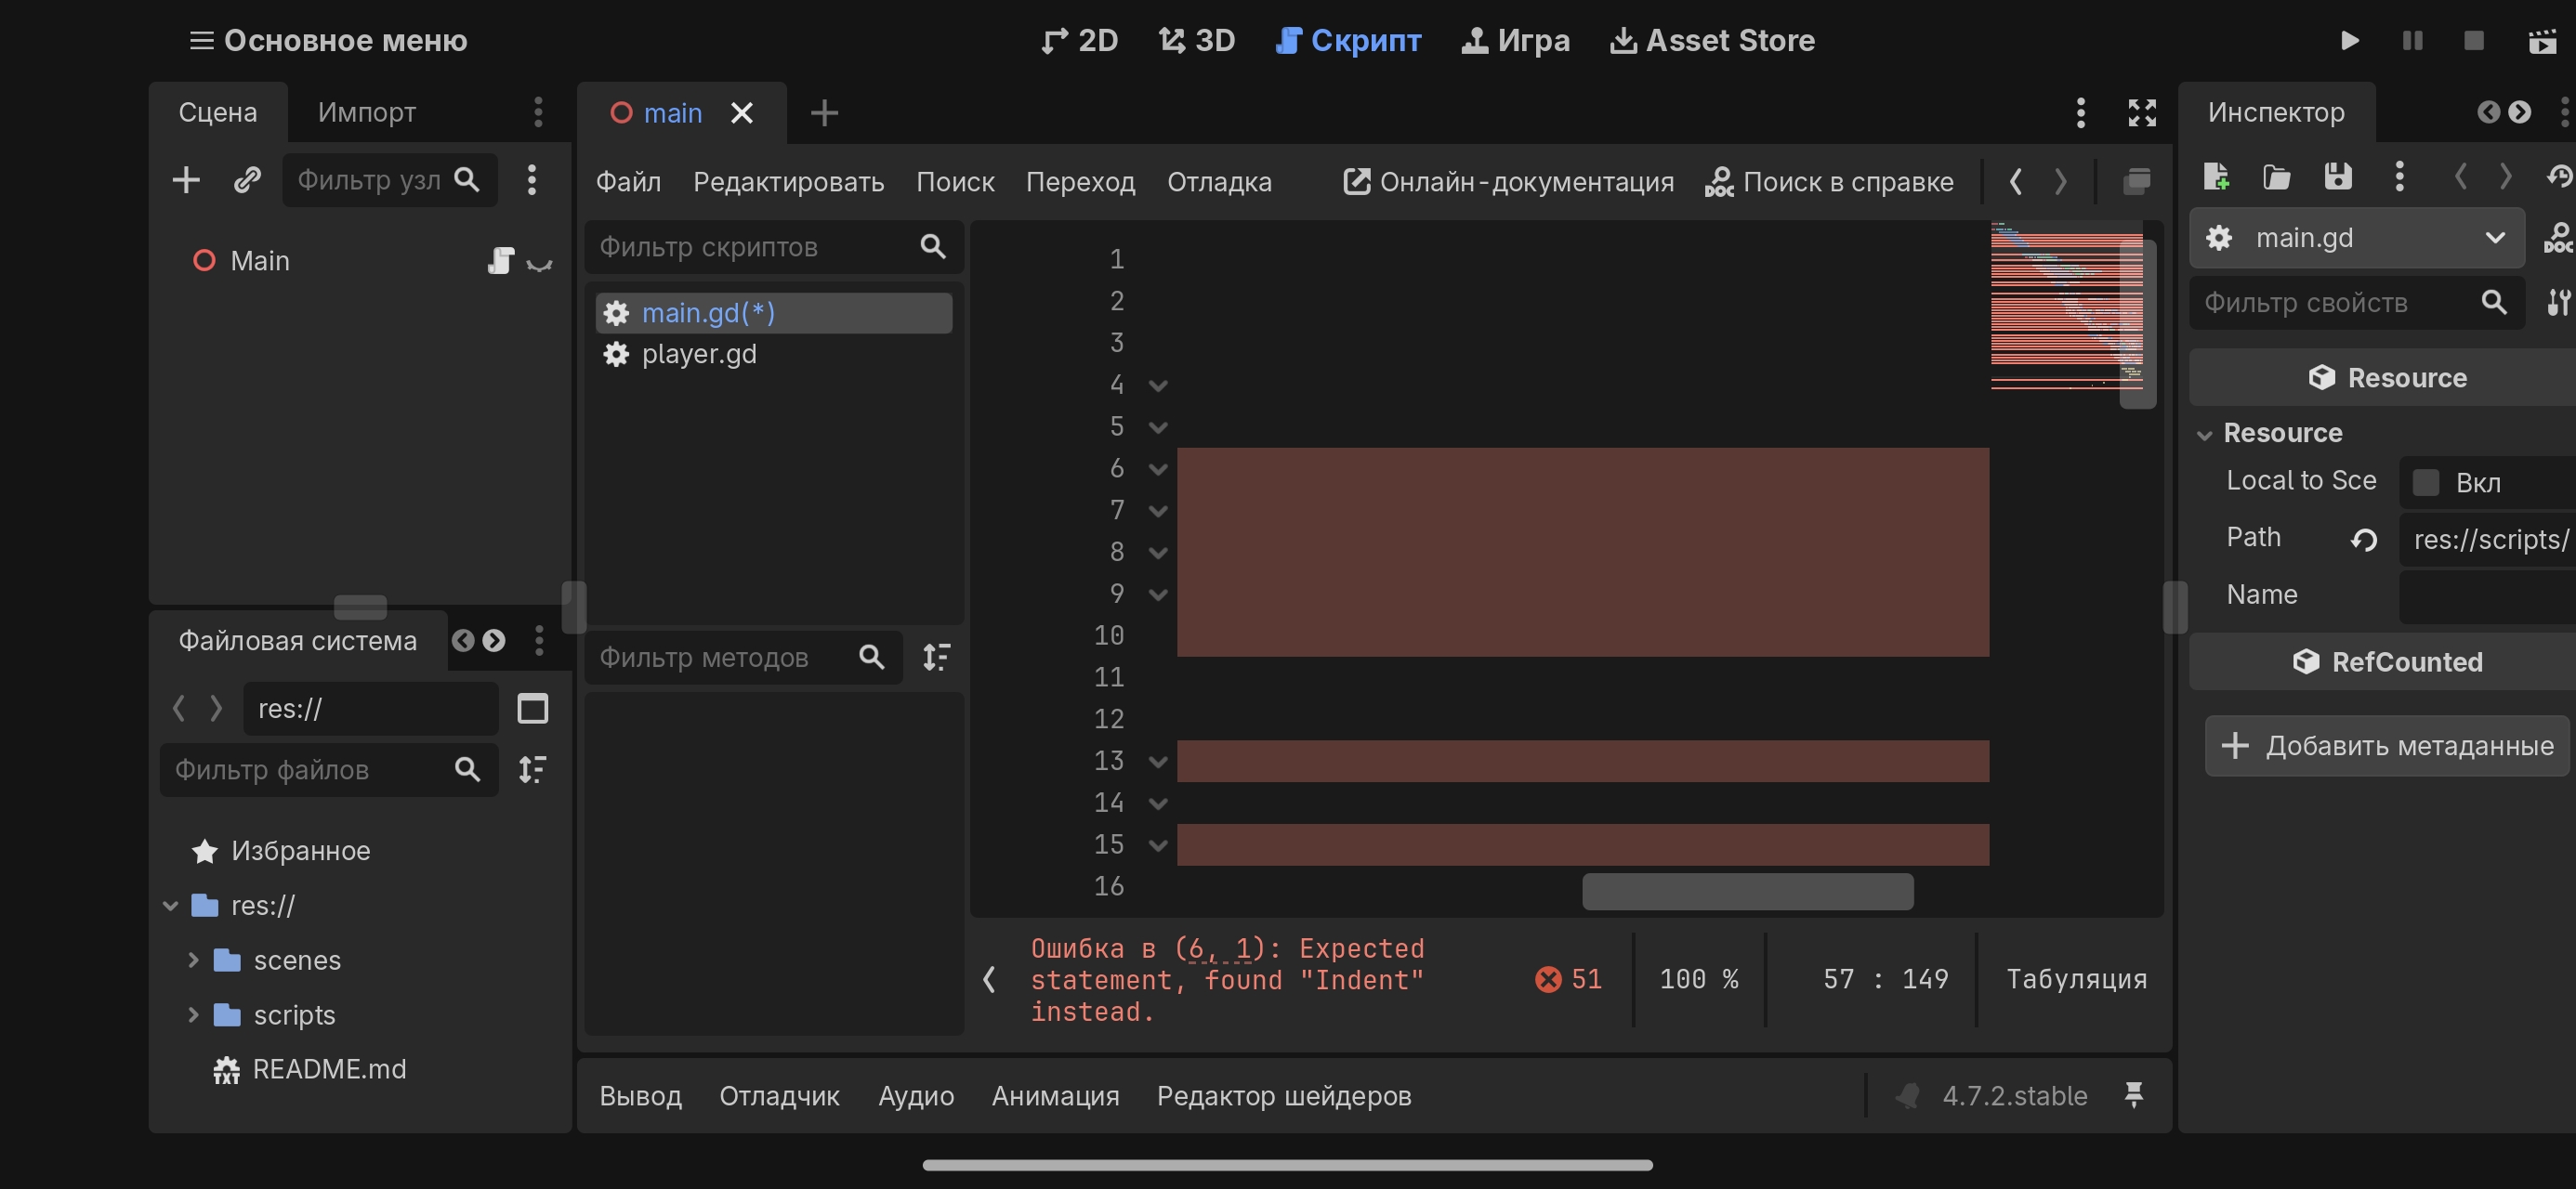 Основное меню
2D
3D
Скрипт
Игра
Asset Store
Сцена
Импорт
Фильтр узл
Main
Файловая система
res://
Фильтр файлов
Избранное
res://
scenes
scripts
README.md
main
Файл
Редактировать
Поиск
Переход
Отладка
Онлайн-документация
Поиск в справке
Фильтр скриптов
main.gd(*)
player.gd
Фильтр методов
1
2
3
4
5
6
7
8
9
10
11
12
13
14
15
16
Ошибка в (6, 1): Expected
statement, found "Indent"
instead.
51
100 %
57 : 149
Табуляция
Вывод
Отладчик
Аудио
Анимация
Редактор шейдеров
4.7.2.stable
Инспектор
main.gd
DOC
Фильтр свойств
Resource
Resource
Local to Sce
Вкл
Path
res://scripts/
Name
RefCounted
Добавить метаданные